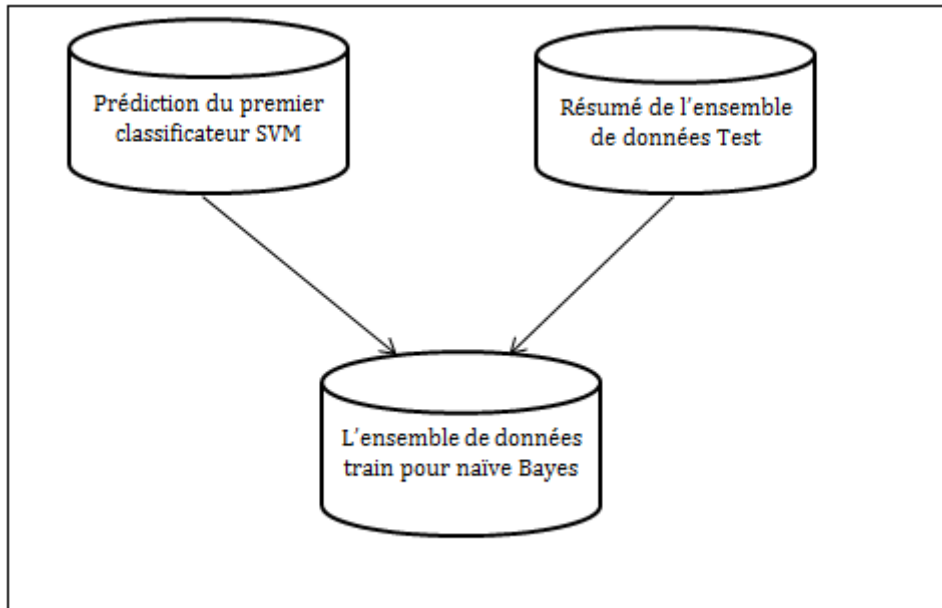 Prédiction du premier
classificateur SVM
Résumé de l'ensemble
de données Test
L'ensemble de données
train pour naïve Bayes